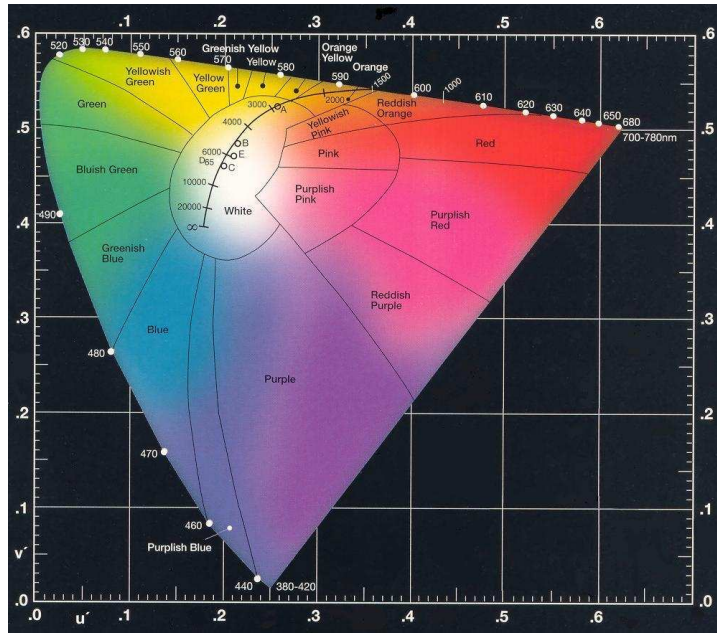 .1 .2 .3 .4 .5 .6
.6 .6
520 530 540 550 560 570 580 590 600 610 620 630 640 650 680
700-780nm
Greenish Yellow
Yellow
Orange
Yellow
Orange
Yellowish
Green
Yellow
Green
1500
1000
2000
3000
A
Reddish
Orange
Green
4000
Yellowish
Pink
.5 .5
B
6000
E
D65
C
Pink
Red
Bluish Green
10000
Purplish
Pink
20000
White
∞
Purplish
Red
490
.4 .4
Greenish
Blue
Reddish
Purple
.3 .3
Blue
480
Purple
.2 .2
470
.1 .1
460
Purplish Blue
v´
440
380-420
.0 .0
.0 .1 .2 .3 .4 .5 .6
u´